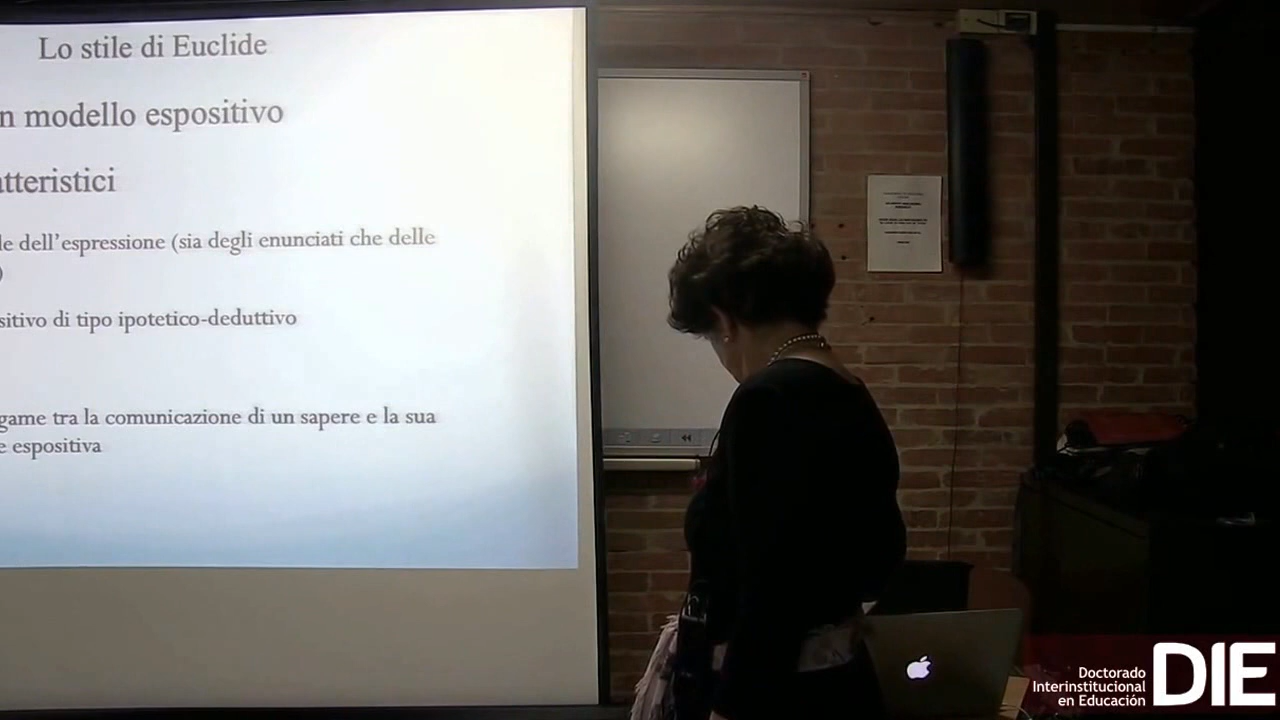 Lo stile di Euclide
n modello espositivo
atteristici
le dell'espressione (sia degli enunciati che delle
)
sitivo di tipo ipotetico-deduttivo
game tra la comunicazione di un sapere e la sua
e espositiva
Doctorado
Interinstitucional
en Educación
DIE